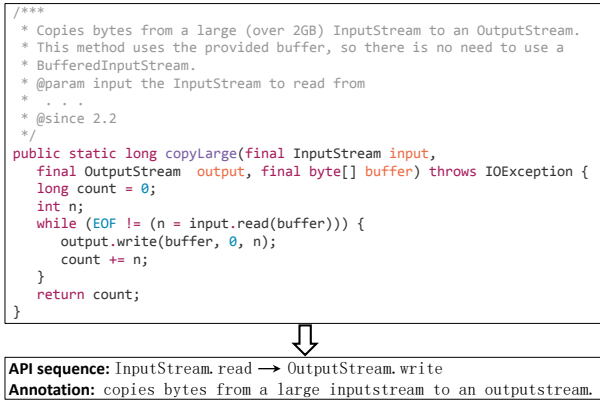 /***
 * Copies bytes from a large (over 2GB) InputStream to an OutputStream.
 * This method uses the provided buffer, so there is no need to use a
 * BufferedInputStream.
 * @param input the InputStream to read from
 *  . . .
 * @since 2.2
 */
public static long copyLarge(final InputStream input,
   final OutputStream  output, final byte[] buffer) throws IOException {
   long count = 0;
   int n;
   while (EOF != (n = input.read(buffer))) {
      output.write(buffer, 0, n);
      count += n;
   }
   return count;
}
API sequence: InputStream.read → OutputStream.write
Annotation: copies bytes from a large inputstream to an outputstream.